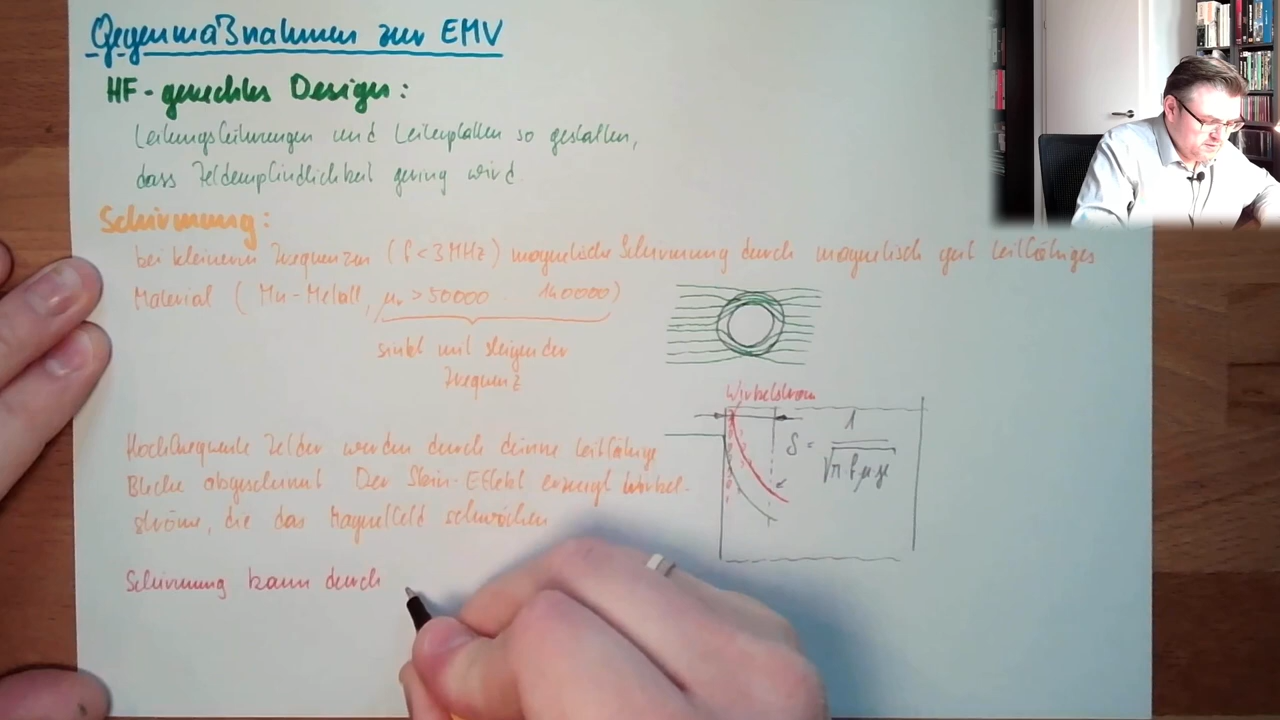 Gegenmaßnahmen zur EMV
HF-gerechtes Design:
Leitungsführungen und Leiterplatten so gestalten,
dass Feldempfindlichkeit gering wird
Schirmung:
bei kleineren Frequenzen (f < 3 MHz) magnetische Schirmung durch magnetisch gut leitfähiges
Material (Mu-Metall, μr > 50000 .. 140000)
sinkt mit steigender
Frequenz
Wirbelstrom
δ = 1 / √(π·f·μ·ϰ)
Hochfrequente Felder werden durch dünne leitfähige
Bleche abgeschirmt Der Skin-Effekt erzeugt Wirbel-
ströme, die das Magnetfeld schwächen
Schirmung kann durch